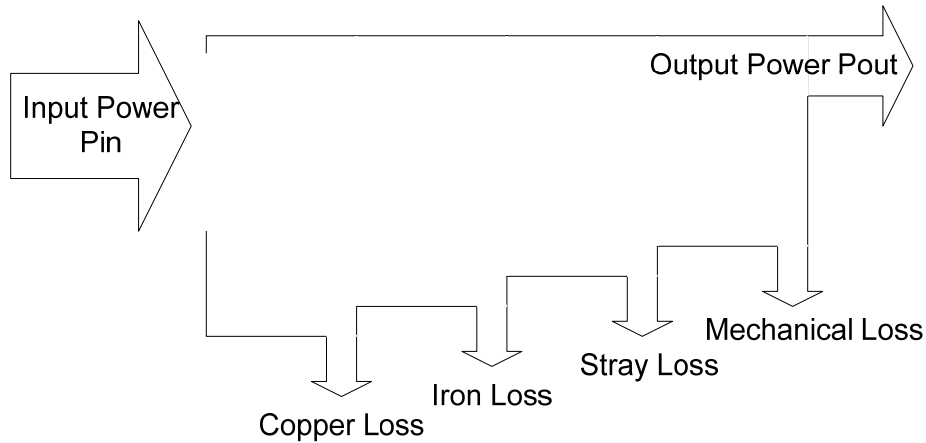 Input Power
Pin
Output Power Pout
Copper Loss
Iron Loss
Stray Loss
Mechanical Loss